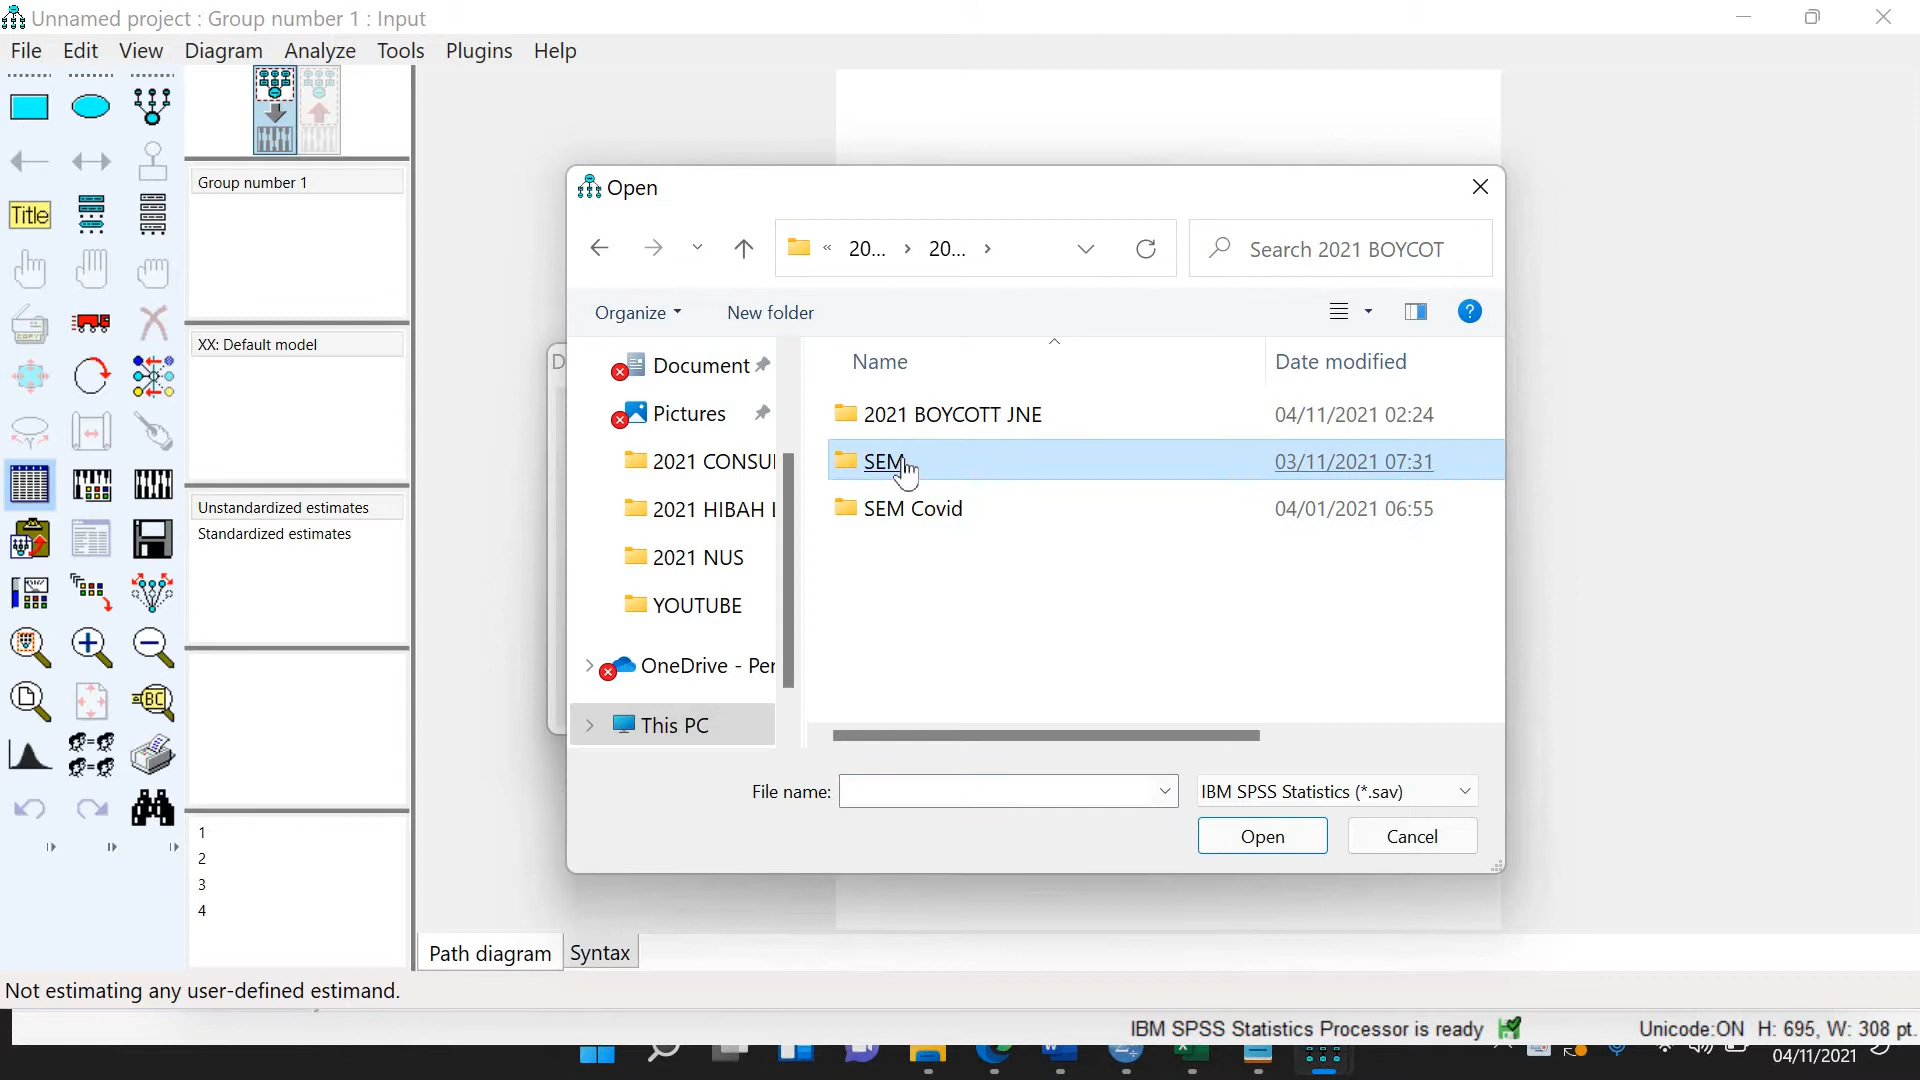 Unnamed project : Group number 1 : Input
File Edit View Diagram Analyze Tools Plugins Help
Title
Group number 1
XX: Default model
Unstandardized estimates
Standardized estimates
1
2
3
4
Open
« 20... › 20... ›
Search 2021 BOYCOT
Organize New folder
Name Date modified
Document
Pictures
2021 CONSU
2021 HIBAH
2021 NUS
YOUTUBE
OneDrive - Per
This PC
2021 BOYCOTT JNE 04/11/2021 02:24
SEM 03/11/2021 07:31
SEM Covid 04/01/2021 06:55
File name: IBM SPSS Statistics (*.sav)
Open Cancel
Path diagram Syntax
Not estimating any user-defined estimand.
IBM SPSS Statistics Processor is ready Unicode:ON H: 695, W: 308 pt.
04/11/2021